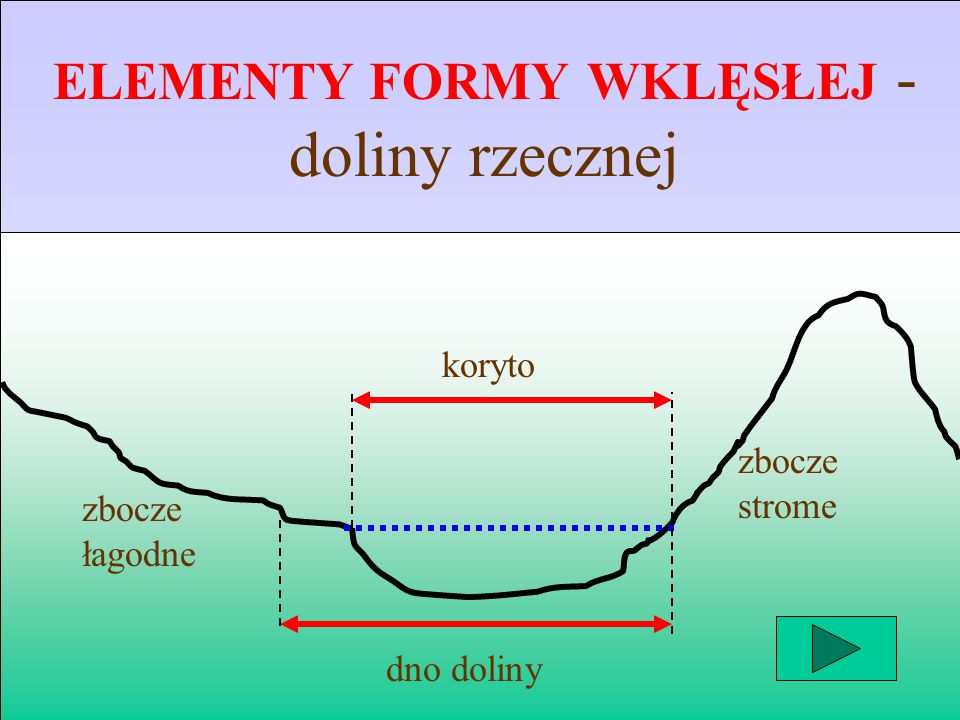 ELEMENTY FORMY WKLĘSŁEJ -
doliny rzecznej
koryto
zbocze
strome
zbocze
łagodne
dno doliny